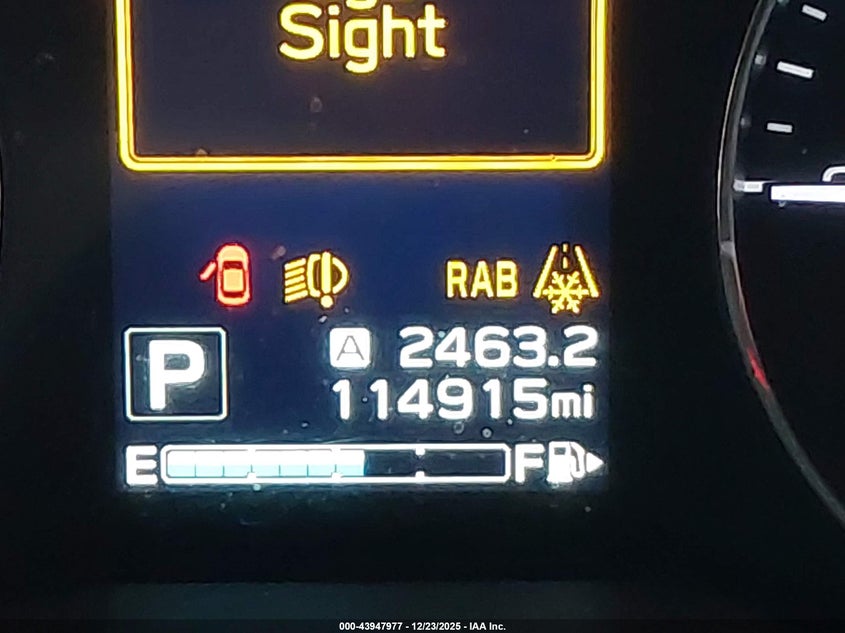 Sight
RAB
P
A 2463.2
114915mi
E F
000-43947977 - 12/23/2025 - IAA Inc.